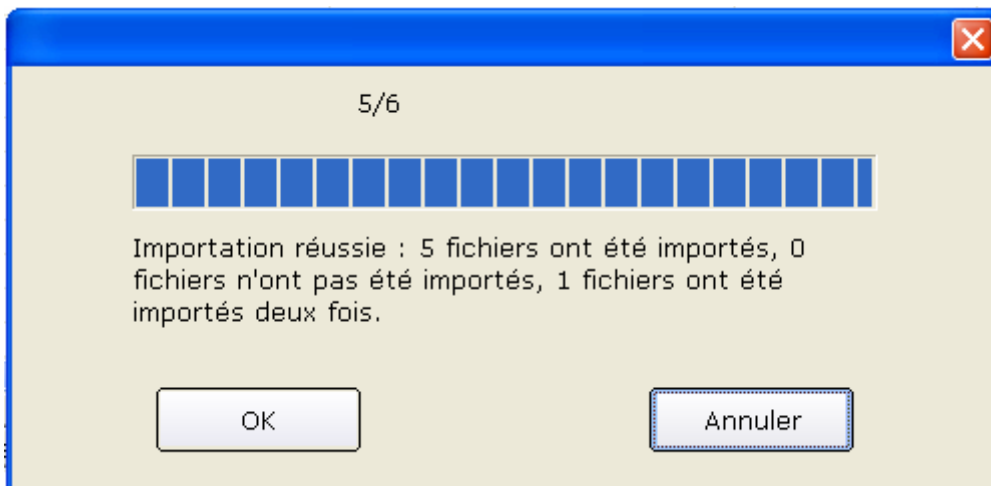 5/6
Importation réussie : 5 fichiers ont été importés, 0
fichiers n'ont pas été importés, 1 fichiers ont été
importés deux fois.
OK
Annuler